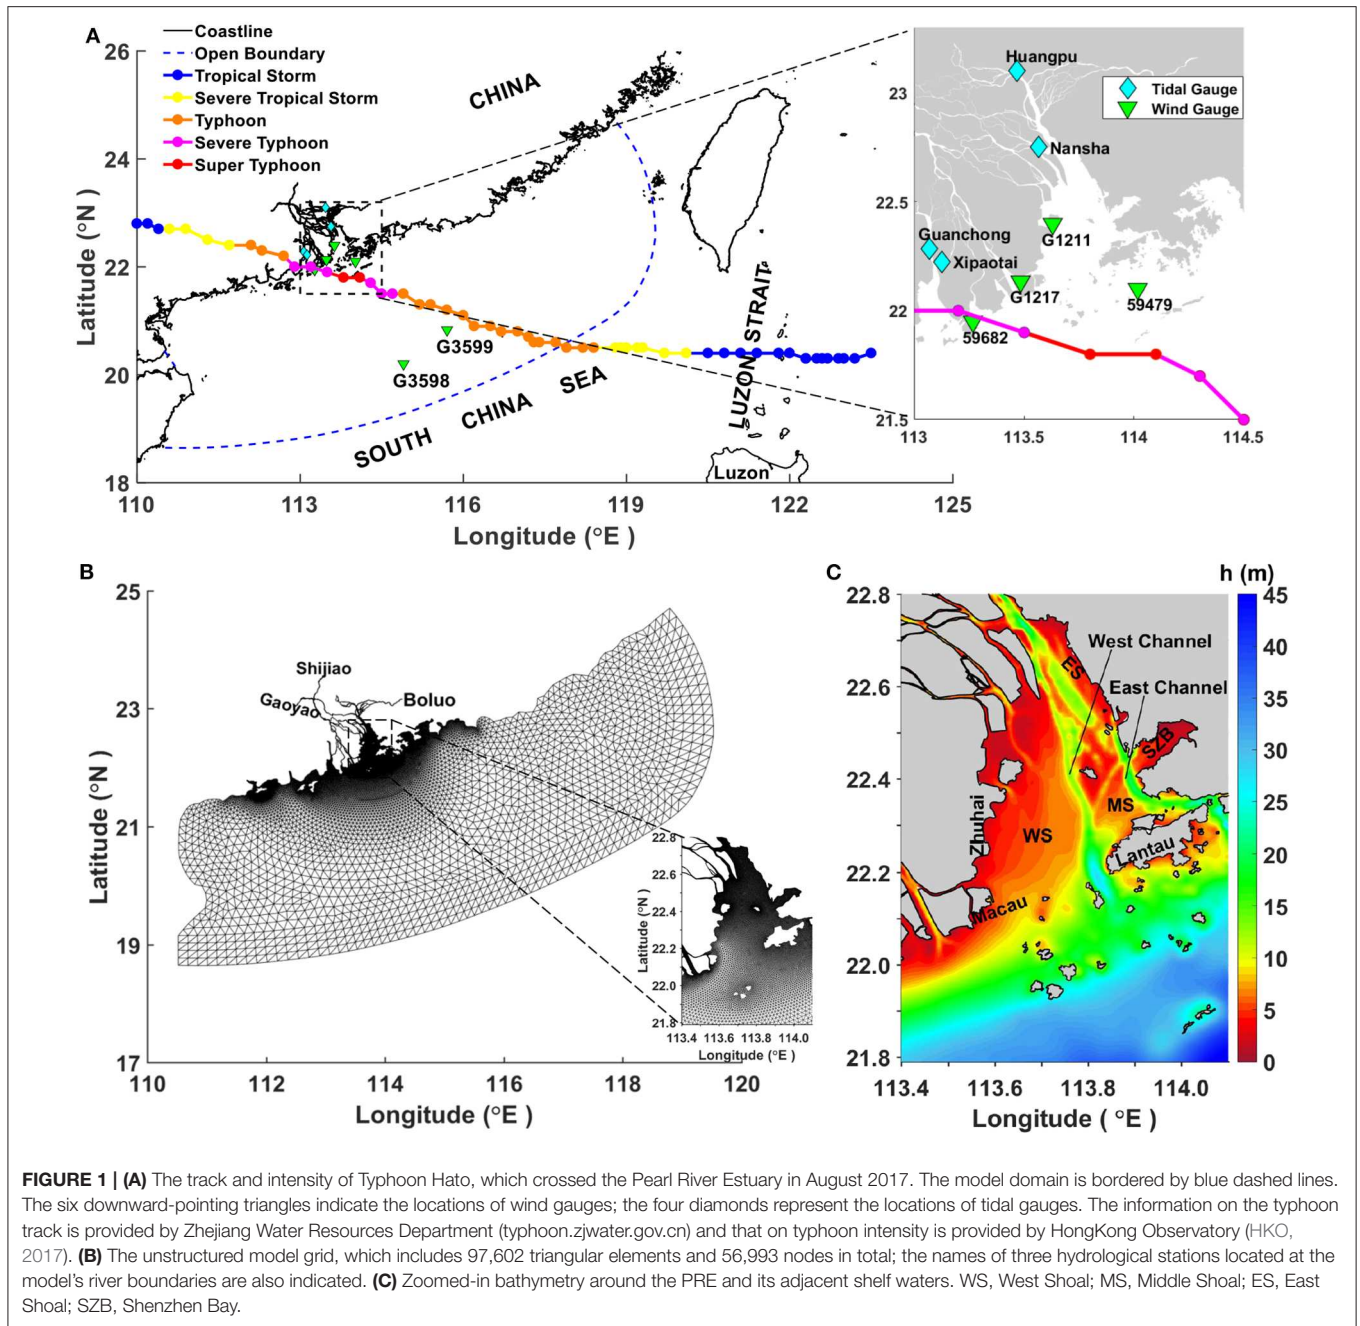 A
Coastline
Open Boundary
Tropical Storm
Severe Tropical Storm
Typhoon
Severe Typhoon
Super Typhoon
26
24
22
20
18
Latitude (°N )
110
113
116
119
122
125
Longitude (°E )
CHINA
CHINA
SOUTH
CHINA
SEA
LUZON STRAIT
Luzon
G3599
G3598
Huangpu
Tidal Gauge
Wind Gauge
Nansha
G1211
Guanchong
Xipaotai
G1217
59479
59682
23
22.5
22
21.5
113
113.5
114
114.5
B
25
23
21
19
17
Latitude (°N)
110
112
114
116
118
120
Longitude (°E )
Shijiao
Gaoyao
Boluo
22.8
22.6
22.4
22.2
22.0
21.8
Latitude (°N)
113.4
113.6
113.8
114.0
Longitude (°E )
C
h (m)
22.8
22.6
22.4
22.2
22.0
21.8
113.4
113.6
113.8
114.0
Longitude ( °E )
West Channel
East Channel
ES
SZB
MS
WS
Zhuhai
Lantau
Macau
45
40
35
30
25
20
15
10
5
0
FIGURE 1 | (A) The track and intensity of Typhoon Hato, which crossed the Pearl River Estuary in August 2017. The model domain is bordered by blue dashed lines.
The six downward-pointing triangles indicate the locations of wind gauges; the four diamonds represent the locations of tidal gauges. The information on the typhoon
track is provided by Zhejiang Water Resources Department (typhoon.zjwater.gov.cn) and that on typhoon intensity is provided by HongKong Observatory (HKO,
2017). (B) The unstructured model grid, which includes 97,602 triangular elements and 56,993 nodes in total; the names of three hydrological stations located at the
model's river boundaries are also indicated. (C) Zoomed-in bathymetry around the PRE and its adjacent shelf waters. WS, West Shoal; MS, Middle Shoal; ES, East
Shoal; SZB, Shenzhen Bay.